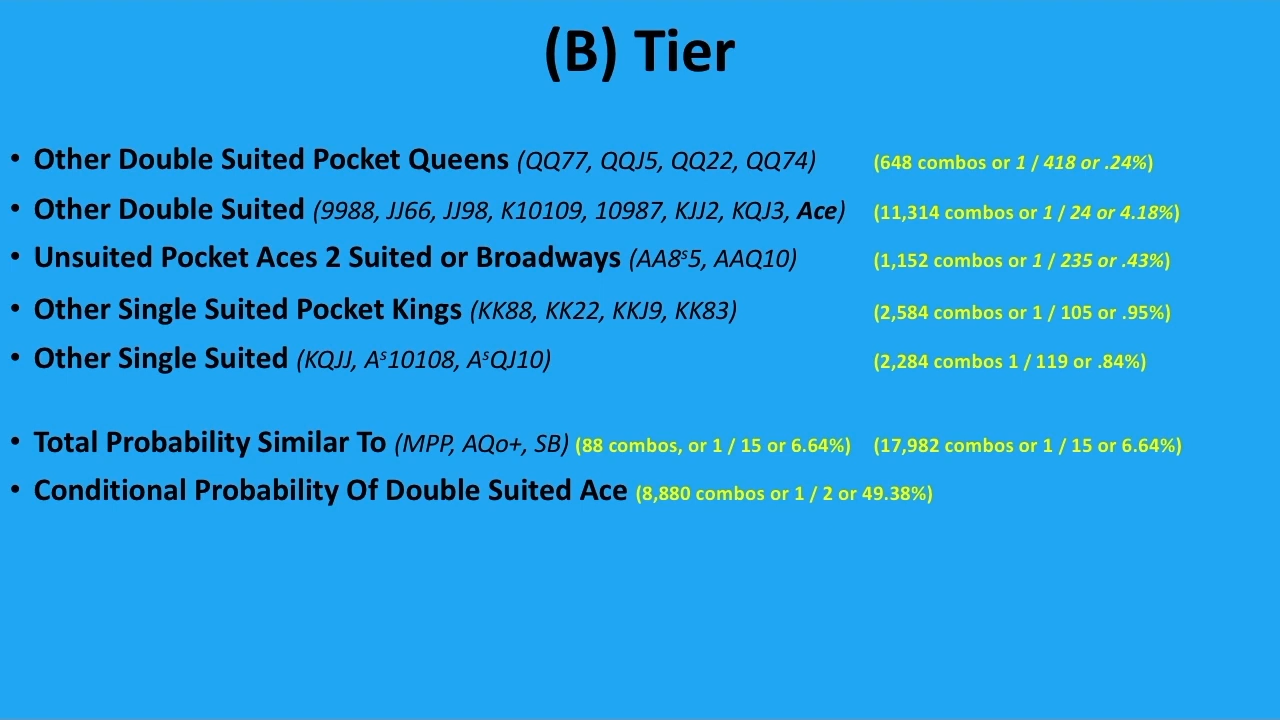 (B) Tier
• Other Double Suited Pocket Queens (QQ77, QQJ5, QQ22, QQ74) (648 combos or 1 / 418 or .24%)
• Other Double Suited (9988, JJ66, JJ98, K10109, 10987, KJJ2, KQJ3, Ace) (11,314 combos or 1 / 24 or 4.18%)
• Unsuited Pocket Aces 2 Suited or Broadways (AA8ˢ5, AAQ10) (1,152 combos or 1 / 235 or .43%)
• Other Single Suited Pocket Kings (KK88, KK22, KKJ9, KK83) (2,584 combos or 1 / 105 or .95%)
• Other Single Suited (KQJJ, Aˢ10108, AˢQJ10) (2,284 combos 1 / 119 or .84%)
• Total Probability Similar To (MPP, AQo+, SB) (88 combos, or 1 / 15 or 6.64%) (17,982 combos or 1 / 15 or 6.64%)
• Conditional Probability Of Double Suited Ace (8,880 combos or 1 / 2 or 49.38%)